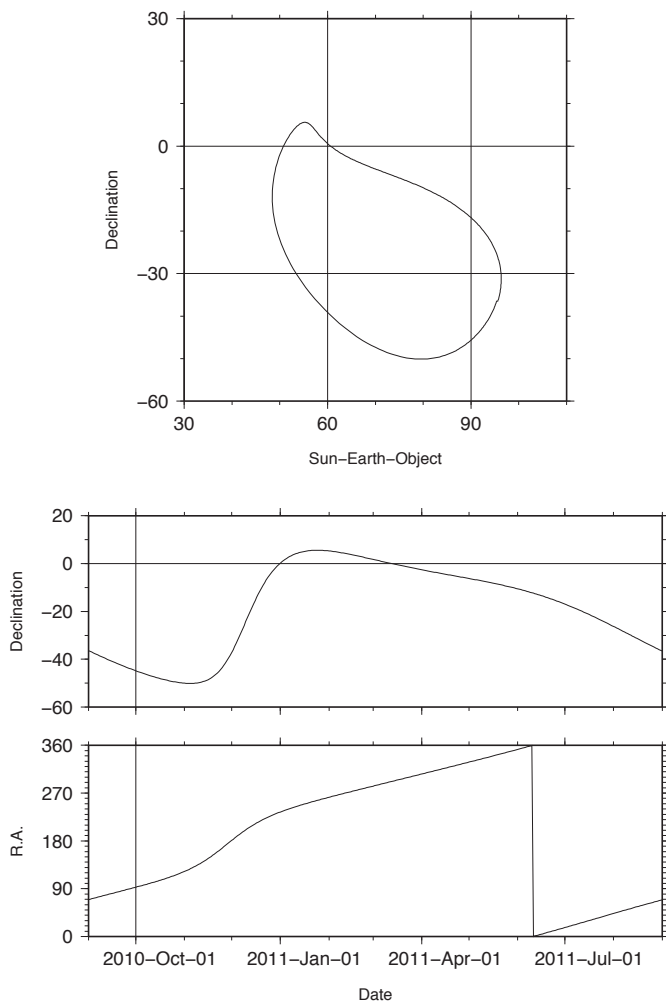 30
0
−30
−60
Declination
30 60 90
Sun−Earth−Object
20
0
−20
−40
−60
Declination
360
270
180
90
0
R.A.
2010−Oct−01 2011−Jan−01 2011−Apr−01 2011−Jul−01
Date